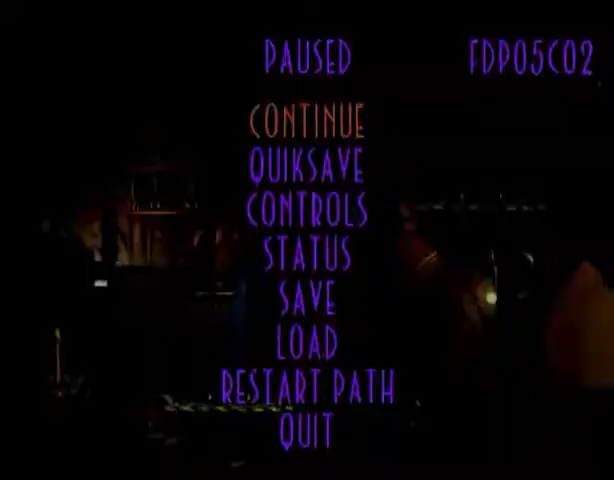 PAUSED FDP05C02
CONTINUE
QUIKSAVE
CONTROLS
STATUS
SAVE
LOAD
RESTART PATH
QUIT